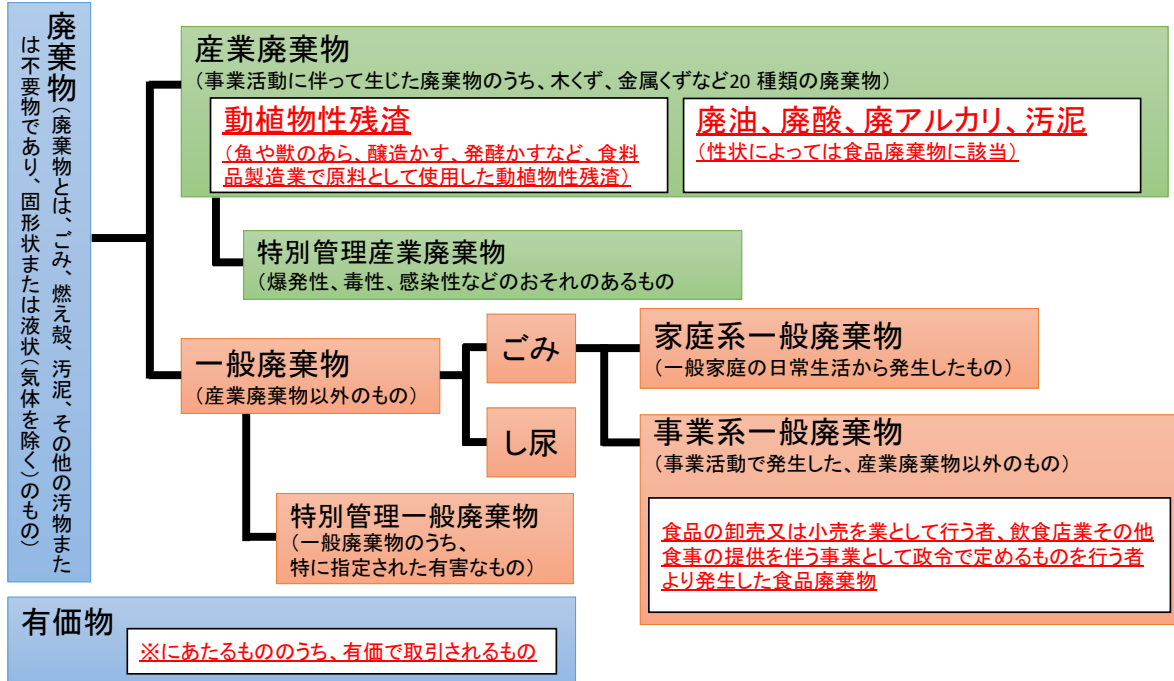 廃棄物(廃棄物とは、ごみ、燃え殻、汚泥、その他の汚物また
は不要物であり、固形状または液状(気体を除く)のもの)
産業廃棄物
(事業活動に伴って生じた廃棄物のうち、木くず、金属くずなど20 種類の廃棄物)
動植物性残渣
(魚や獣のあら、醸造かす、発酵かすなど、食料
品製造業で原料として使用した動植物性残渣)
廃油、廃酸、廃アルカリ、汚泥
(性状によっては食品廃棄物に該当)
特別管理産業廃棄物
(爆発性、毒性、感染性などのおそれのあるもの
一般廃棄物
(産業廃棄物以外のもの)
ごみ
し尿
家庭系一般廃棄物
(一般家庭の日常生活から発生したもの)
事業系一般廃棄物
(事業活動で発生した、産業廃棄物以外のもの)
食品の卸売又は小売を業として行う者、飲食店業その他
食事の提供を伴う事業として政令で定めるものを行う者
より発生した食品廃棄物
特別管理一般廃棄物
(一般廃棄物のうち、
特に指定された有害なもの)
有価物
※にあたるもののうち、有価で取引されるもの